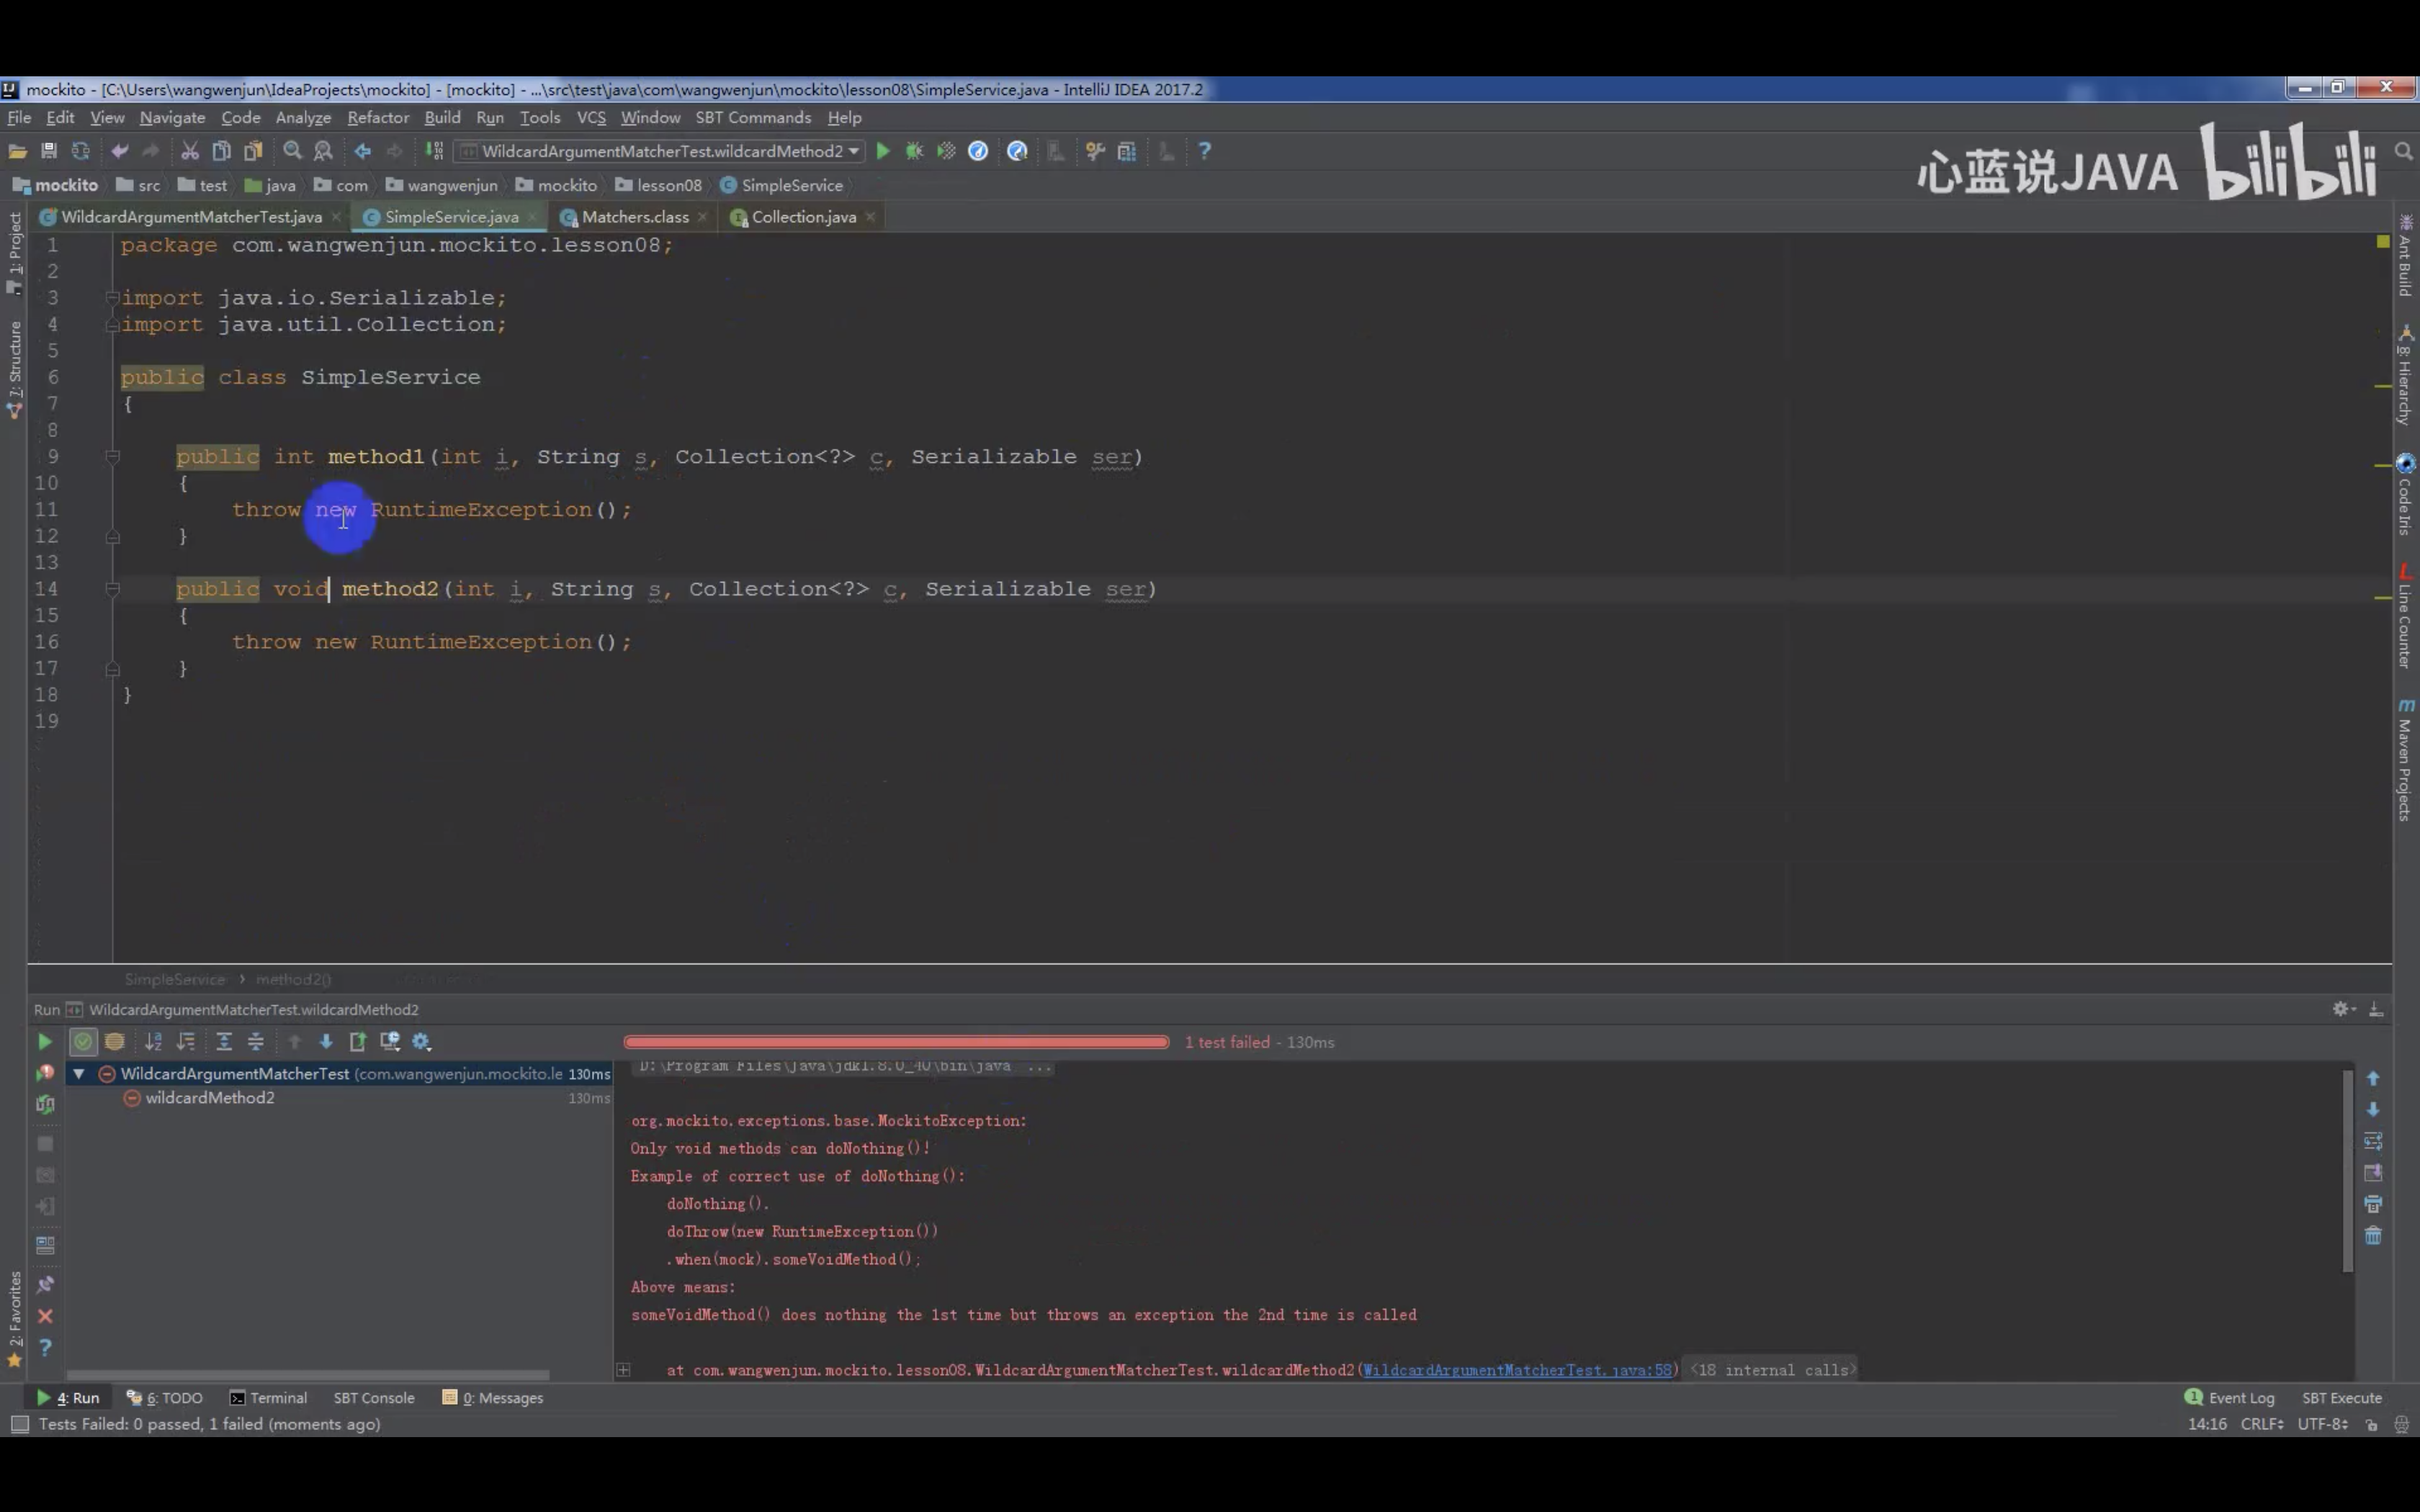 mockito - [C:\Users\wangwenjun\IdeaProjects\mockito] - [mockito] - ...\src\test\java\com\wangwenjun\mockito\lesson08\SimpleService.java - IntelliJ IDEA 2017.2
File Edit View Navigate Code Analyze Refactor Build Run Tools VCS Window SBT Commands Help
WildcardArgumentMatcherTest.wildcardMethod2
心蓝说JAVA bilibili
mockito src test java com wangwenjun mockito lesson08 SimpleService
WildcardArgumentMatcherTest.java SimpleService.java Matchers.class Collection.java
1 package com.wangwenjun.mockito.lesson08;
2
3 import java.io.Serializable;
4 import java.util.Collection;
5
6 public class SimpleService
7 {
8
9 public int method1(int i, String s, Collection<?> c, Serializable ser)
10 {
11 throw new RuntimeException();
12 }
13
14 public void method2(int i, String s, Collection<?> c, Serializable ser)
15 {
16 throw new RuntimeException();
17 }
18 }
19
1: Project
7: Structure
2: Favorites
Ant Build
8: Hierarchy
Code Iris
Line Counter
Maven Projects
SimpleService > method2()
Run WildcardArgumentMatcherTest.wildcardMethod2
1 test failed - 130ms
WildcardArgumentMatcherTest (com.wangwenjun.mockito.le 130ms
wildcardMethod2 130ms
D:\Program Files\java\jdk1.8.0_40\bin\java ...
org.mockito.exceptions.base.MockitoException:
Only void methods can doNothing()!
Example of correct use of doNothing():
doNothing().
doThrow(new RuntimeException())
.when(mock).someVoidMethod();
Above means:
someVoidMethod() does nothing the 1st time but throws an exception the 2nd time is called
at com.wangwenjun.mockito.lesson08.WildcardArgumentMatcherTest.wildcardMethod2(WildcardArgumentMatcherTest.java:58) <18 internal calls>
4: Run 6: TODO Terminal SBT Console 0: Messages 1 Event Log SBT Execute
Tests Failed: 0 passed, 1 failed (moments ago) 14:16 CRLF UTF-8